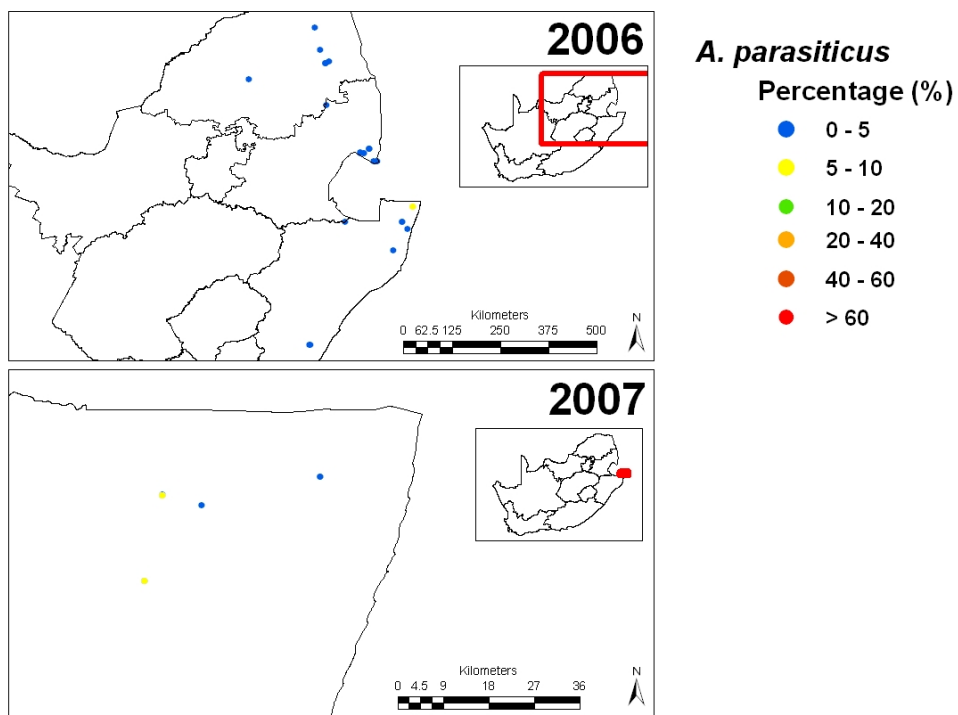 2006
A. parasiticus
Percentage (%)
0 - 5
5 - 10
10 - 20
20 - 40
40 - 60
> 60
Kilometers
0 62.5 125 250 375 500
N
2007
Kilometers
0 4.5 9 18 27 36
N